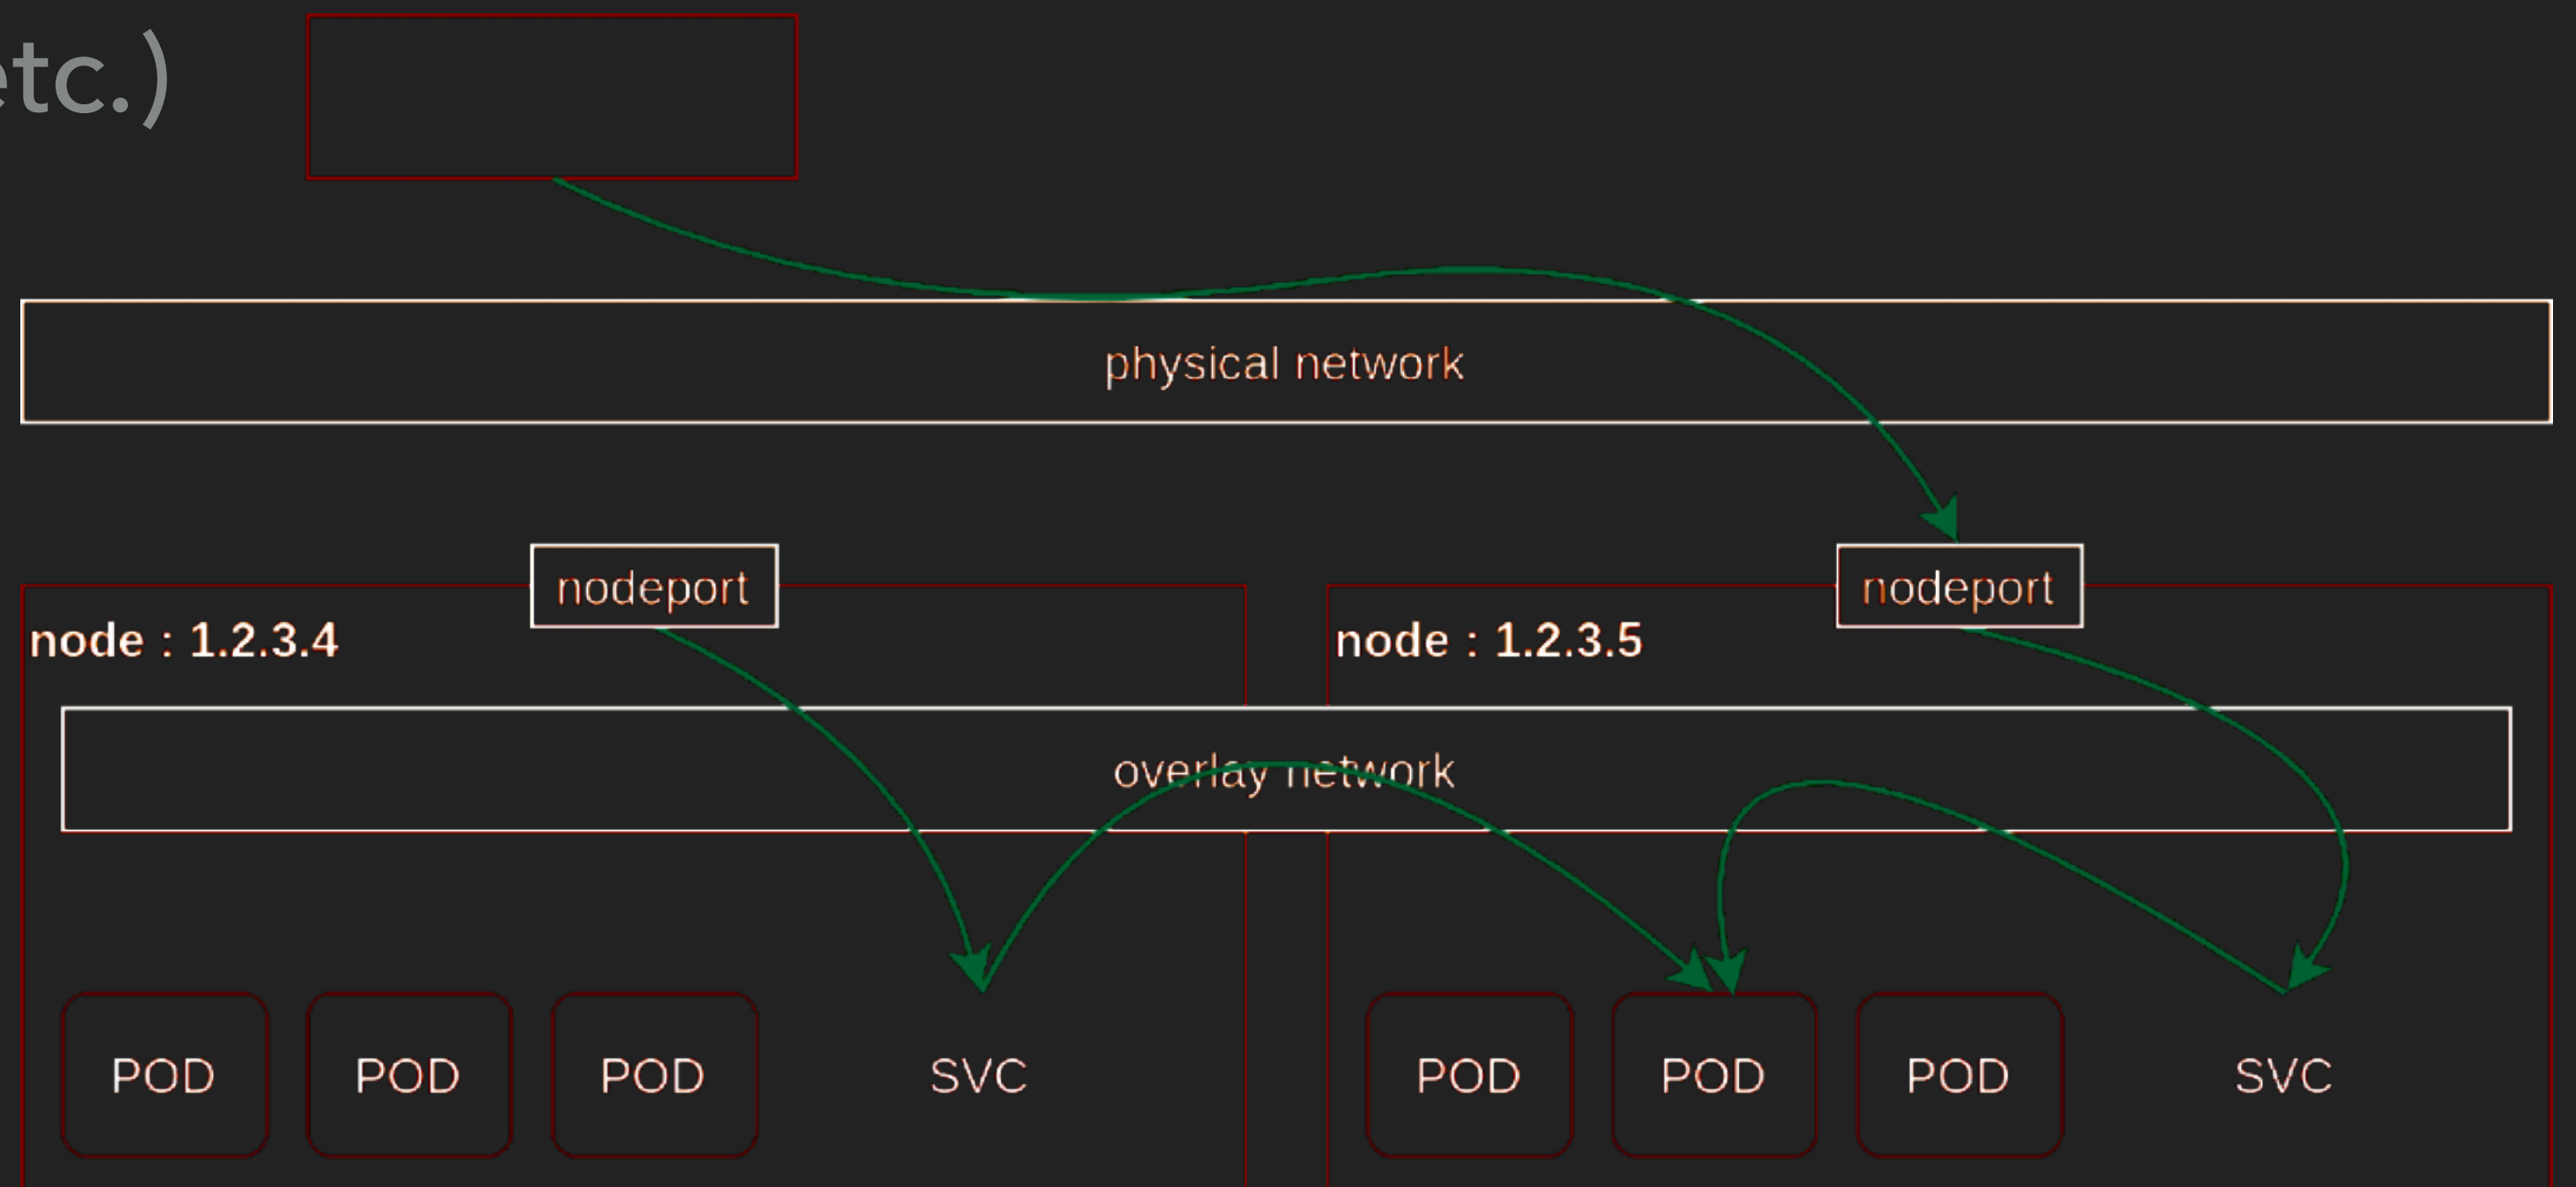 etc.)
physical network
nodeport
nodeport
node : 1.2.3.4
node : 1.2.3.5
overlay network
POD
POD
POD
SVC
POD
POD
POD
SVC